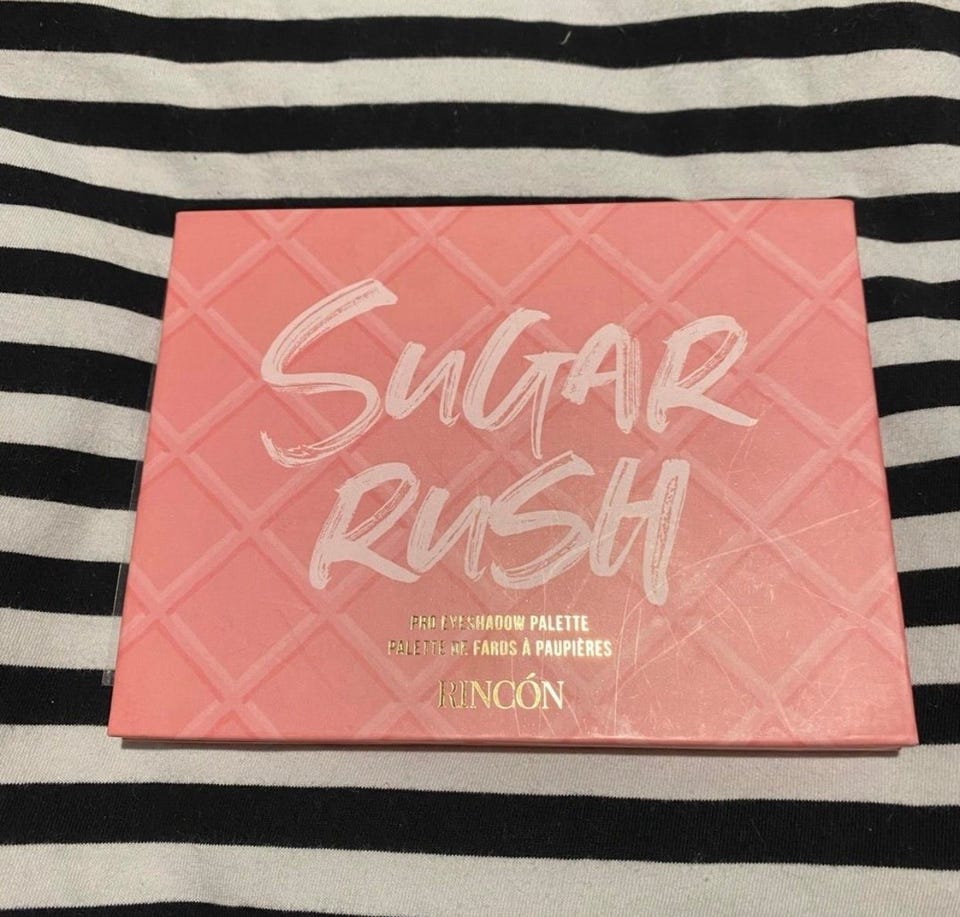 SuGAR
RuSH
PRO EYESHADOW PALETTE
PALETTE DE FARDS À PAUPIÈRES
RINCÓN